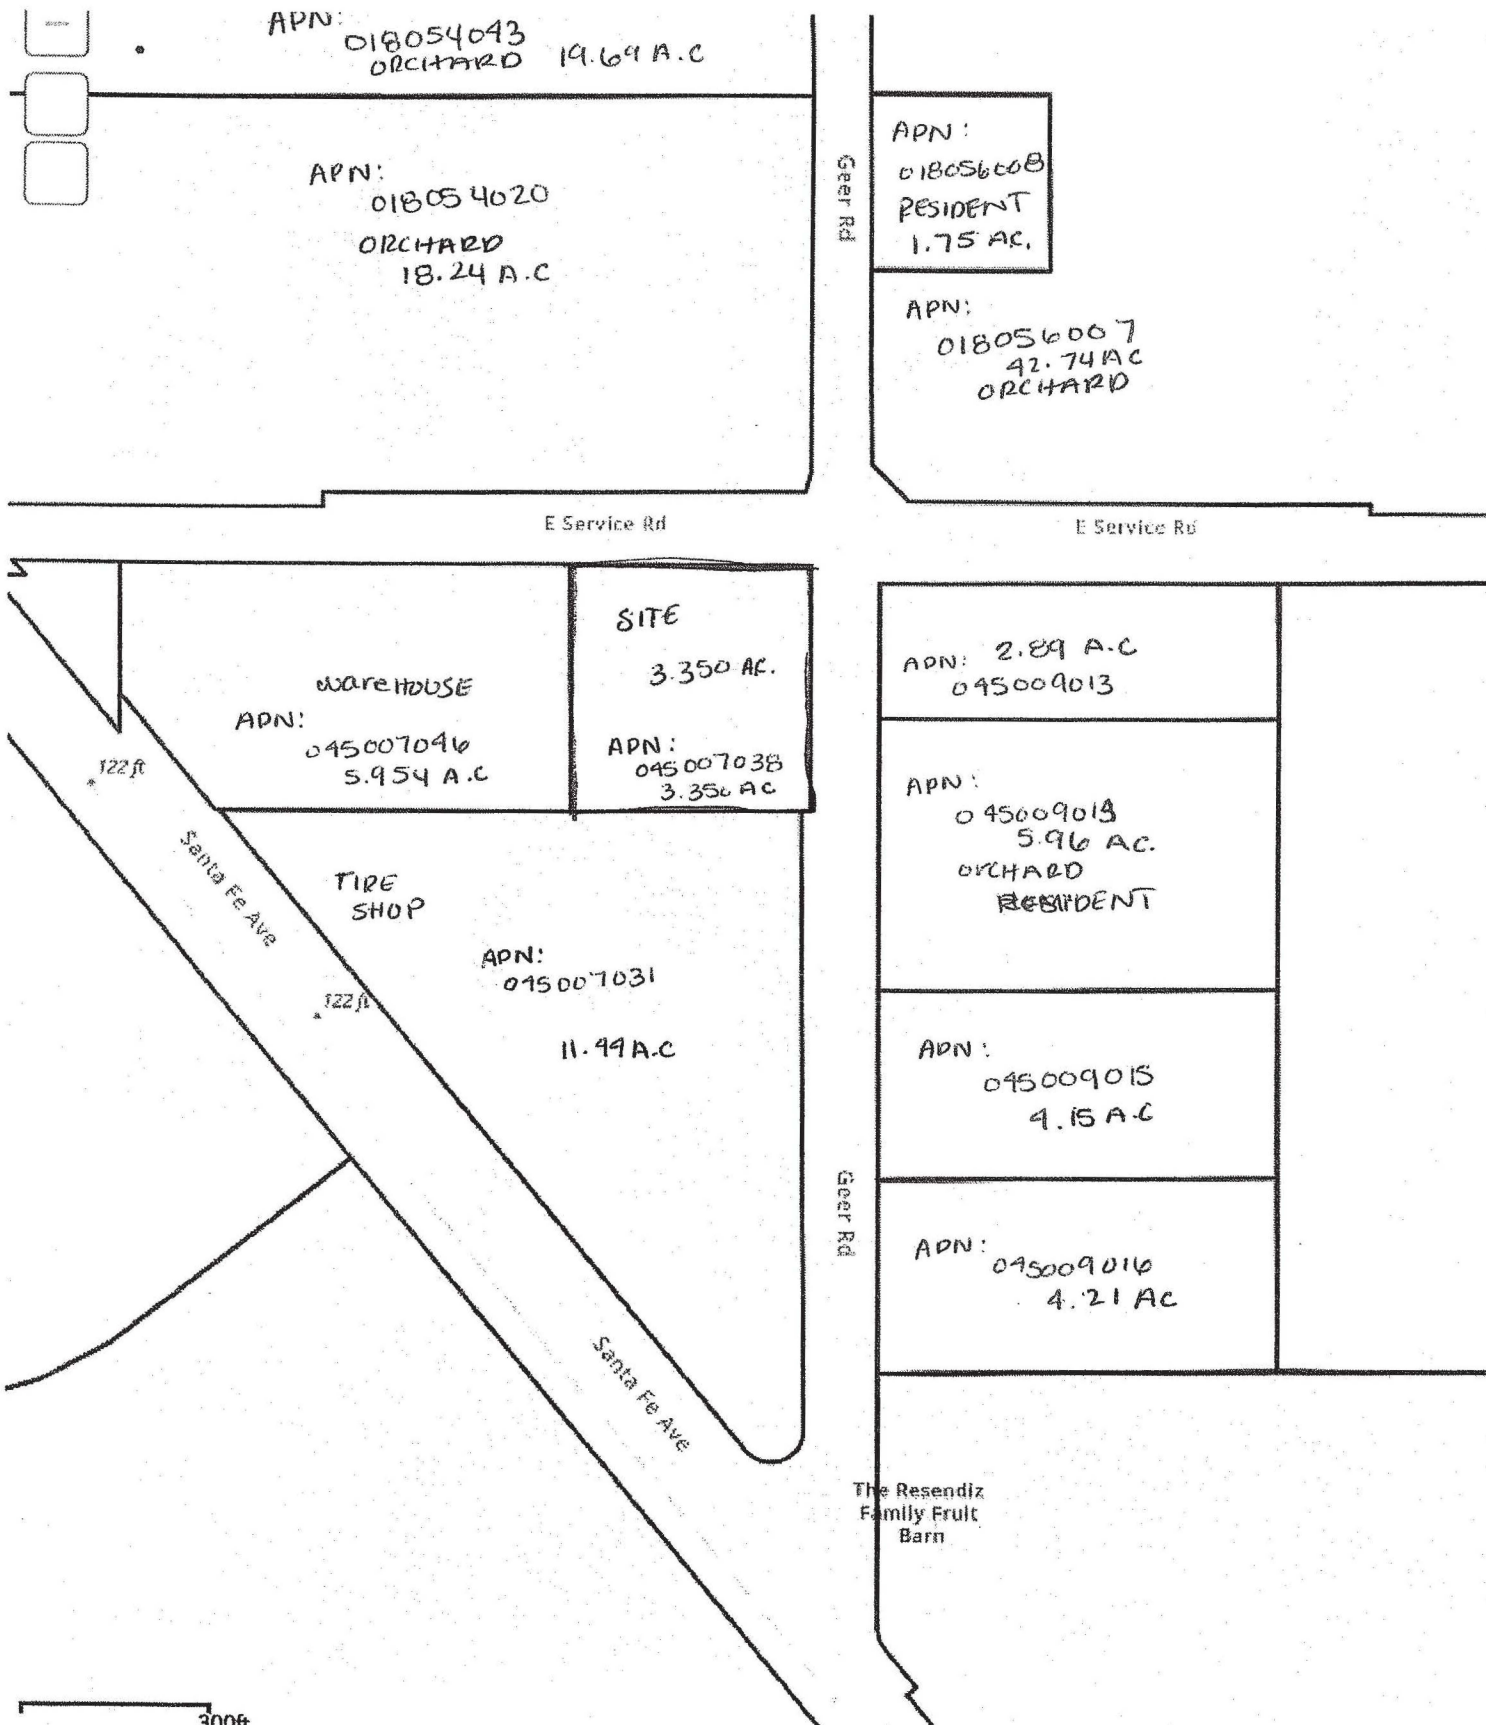 APN:
018054043
ORCHARD 19.69 A.C
APN:
018054020
ORCHARD
18.24 A.C
Geer Rd
APN:
018056008
RESIDENT
1.75 AC.
APN:
018056007
42.74 AC
ORCHARD
E Service Rd
E Service Rd
WareHOUSE
APN:
045007046
5.954 A.C
SITE
3.350 AC.
APN:
045007038
3.350 AC
APN: 2.89 A.C
045009013
APN:
5.96 AC.
ORCHARD
RESIDENT
122 ft
Santa Fe Ave
TIRE
SHOP
122 ft
APN:
045007031
11.44 A.C
APN:
045009015
4.15 A.C
Geer Rd
APN:
045009016
4.21 AC
Santa Fe Ave
The Resendiz
Family Fruit
Barn
300ft